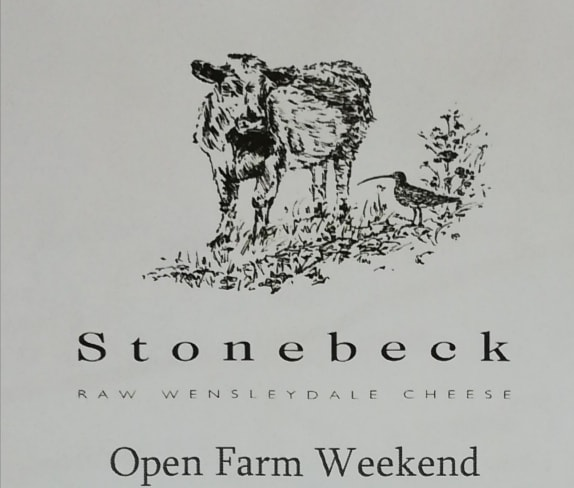 Stonebeck
RAW WENSLEYDALE CHEESE
Open Farm Weekend